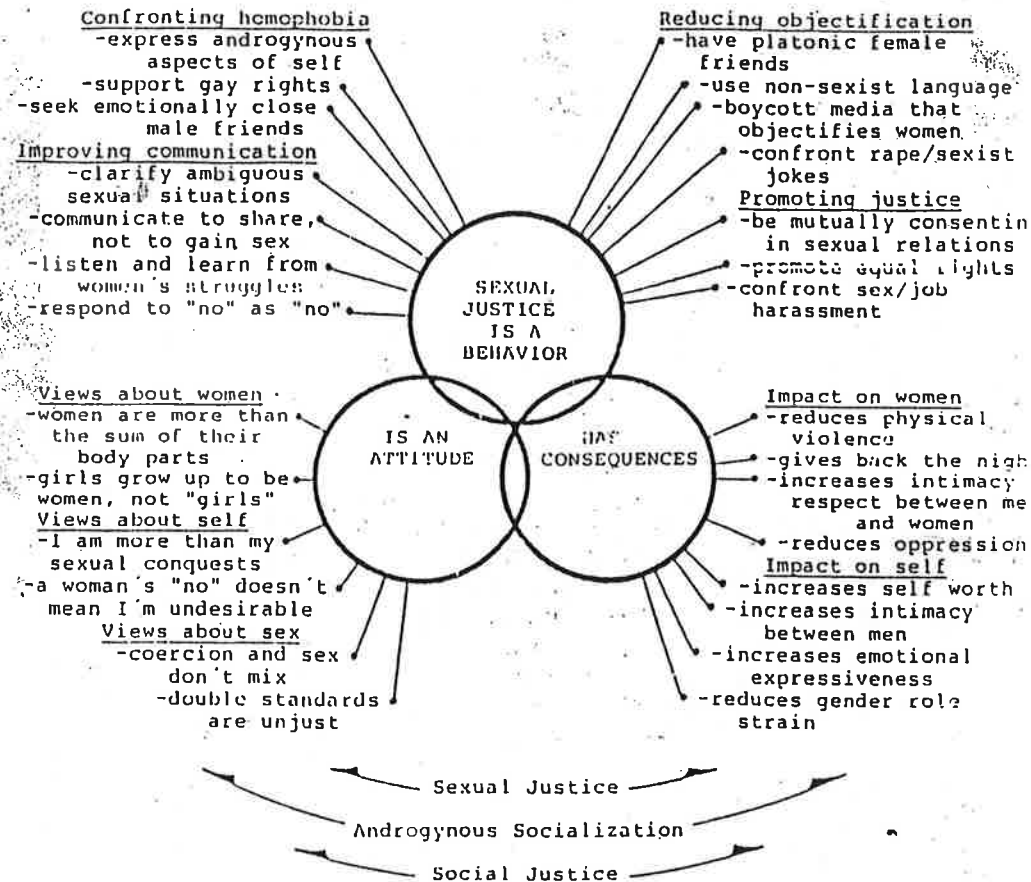 Confronting homophobia
-express androgynous
aspects of self
-support gay rights
-seek emotionally close
male friends
Improving communication
-clarify ambiguous
sexual situations
-communicate to share,
not to gain sex
-listen and learn from
women's struggles
-respond to "no" as "no"
Reducing objectification
-have platonic female
friends
-use non-sexist language
-boycott media that
objectifies women
-confront rape/sexist
jokes
Promoting justice
-be mutually consentin
in sexual relations
-promote equal rights
-confront sex/job
harassment
SEXUAL
JUSTICE
IS A
BEHAVIOR
Views about women
-women are more than
the sum of their
body parts
-girls grow up to be
women, not "girls"
Views about self
-I am more than my
sexual conquests
-a woman's "no" doesn't
mean I'm undesirable
Views about sex
-coercion and sex
don't mix
-double standards
are unjust
IS AN
ATTITUDE
HAS
CONSEQUENCES
Impact on women
-reduces physical
violence
-gives back the nigh
-increases intimacy
respect between me
and women
-reduces oppression
Impact on self
-increases self worth
-increases intimacy
between men
-increases emotional
expressiveness
-reduces gender role
strain
Sexual Justice
Androgynous Socialization
Social Justice